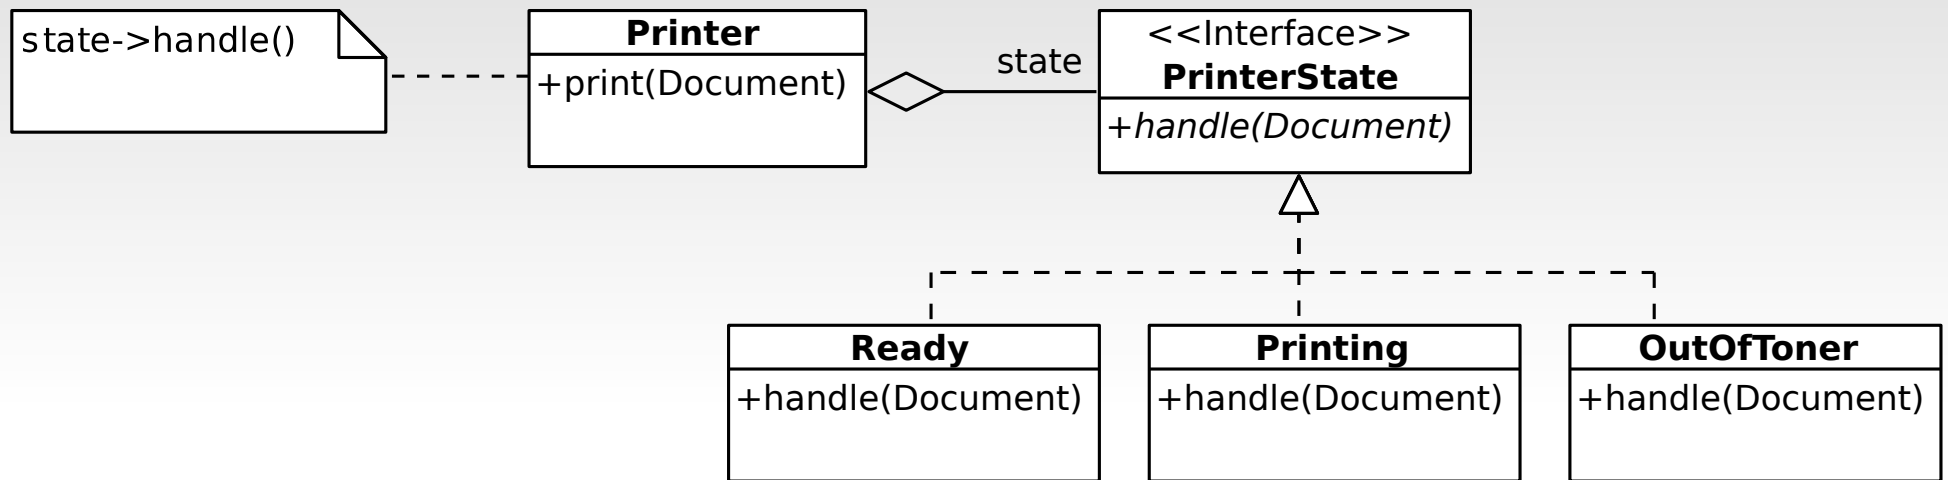 state->handle()
Printer
+print(Document)
state
<<Interface>>
PrinterState
+handle(Document)
Ready
+handle(Document)
Printing
+handle(Document)
OutOfToner
+handle(Document)